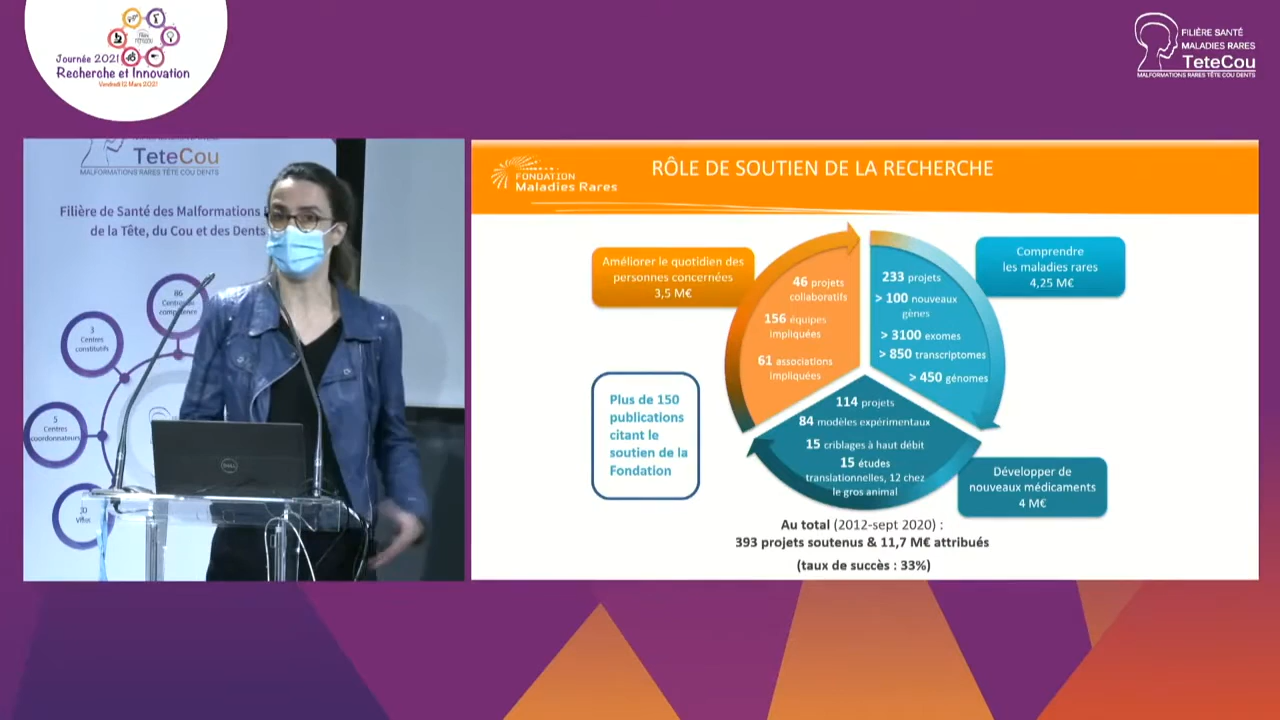 Journée 2021
Recherche et Innovation
Vendredi 12 Mars 2021
FILIÈRE SANTÉ
MALADIES RARES
TeteCou
MALFORMATIONS RARES TÊTE COU DENTS
TeteCou
MALFORMATIONS RARES TÊTE COU DENTS
Filière de Santé des Malformations
de la Tête, du Cou et des Dents
86
Centres de
compétence
3
Centres
constitutifs
5
Centres
coordonnateurs
DELL
FONDATION
Maladies Rares
RÔLE DE SOUTIEN DE LA RECHERCHE
Améliorer le quotidien des
personnes concernées
3,5 M€
46 projets
collaboratifs
156 équipes
impliquées
61 associations
impliquées
233 projets
> 100 nouveaux
gènes
> 3100 exomes
> 850 transcriptomes
> 450 génomes
Comprendre
les maladies rares
4,25 M€
Plus de 150
publications
citant le
soutien de la
Fondation
114 projets
84 modèles expérimentaux
15 criblages à haut débit
15 études
translationnelles, 12 chez
le gros animal
Développer de
nouveaux médicaments
4 M€
Au total (2012-sept 2020) :
393 projets soutenus & 11,7 M€ attribués
(taux de succès : 33%)